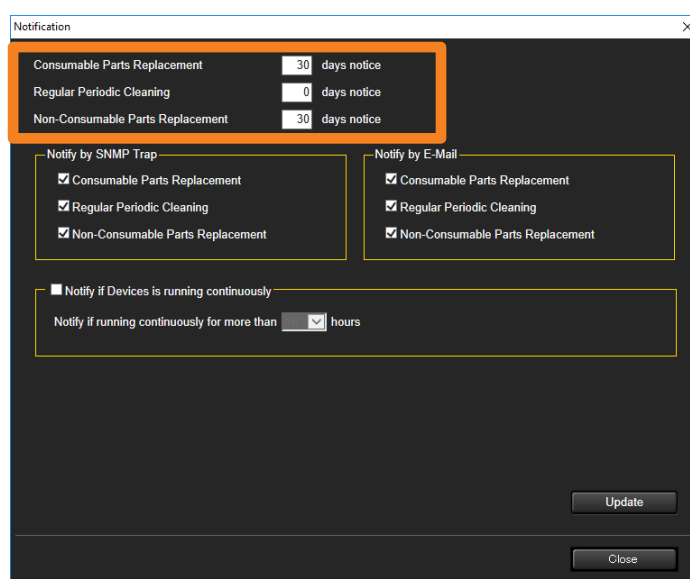 Notification
Consumable Parts Replacement 30 days notice
Regular Periodic Cleaning 0 days notice
Non-Consumable Parts Replacement 30 days notice
Notify by SNMP Trap
Consumable Parts Replacement
Regular Periodic Cleaning
Non-Consumable Parts Replacement
Notify by E-Mail
Consumable Parts Replacement
Regular Periodic Cleaning
Non-Consumable Parts Replacement
Notify if Devices is running continuously
Notify if running continuously for more than hours
Update
Close